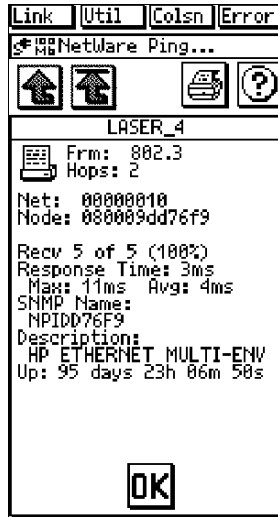 Link Util Colsn Error
NetWare Ping...
?
LASER_4
Frm: 802.3
Hops: 2
Net: 00000010
Node: 080009dd76f9
Recv 5 of 5 (100%)
Response Time: 3ms
Max: 11ms Avg: 4ms
SNMP Name:
NPIDD76F9
Description:
HP ETHERNET MULTI-ENV
Up: 95 days 23h 06m 50s
OK